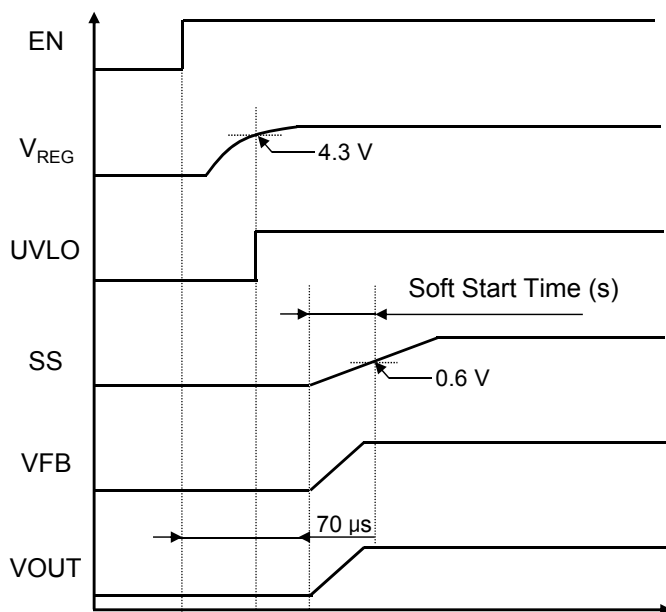 EN
VREG
4.3 V
UVLO
Soft Start Time (s)
SS
0.6 V
VFB
70 µs
VOUT